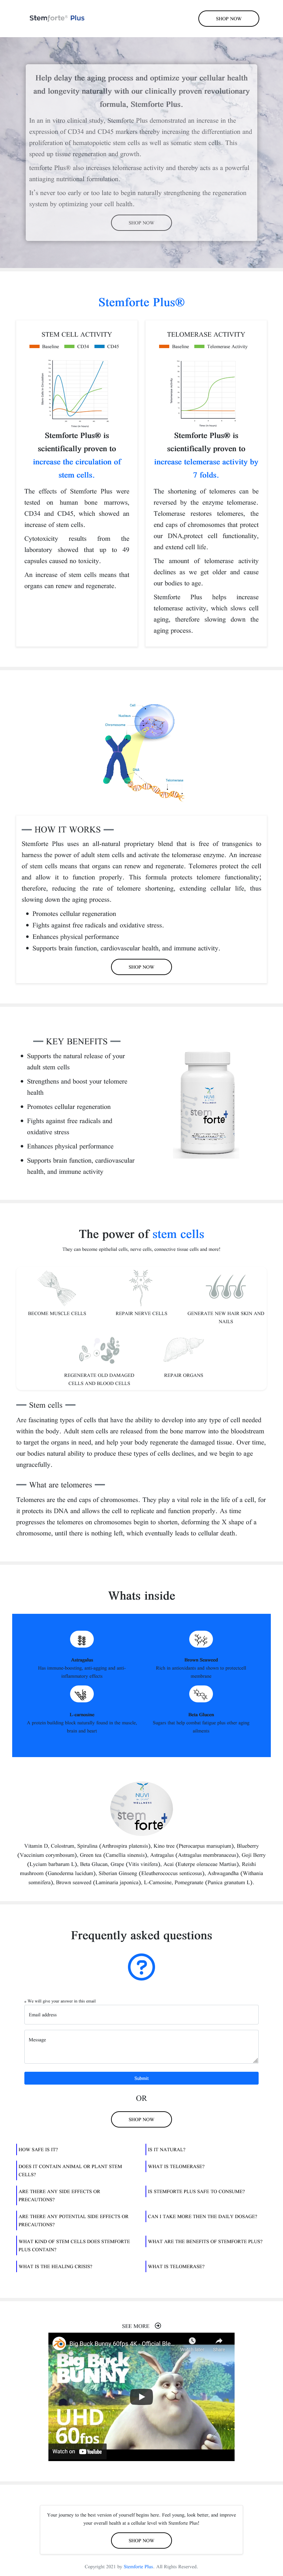 Stemforte® Plus
SHOP NOW
Help delay the aging process and optimize your cellular health
and longevity naturally with our clinically proven revolutionary
formula, Stemforte Plus.
In an in vitro clinical study, Stemforte Plus demonstrated an increase in the
expression of CD34 and CD45 markers thereby increasing the differentiation and
proliferation of hematopoietic stem cells as well as somatic stem cells. This
speed up tissue regeneration and growth.
temforte Plus® also increases telomerase activity and thereby acts as a powerful
antiaging nutritional formulation.
It's never too early or too late to begin naturally strengthening the regeneration
system by optimizing your cell health.
SHOP NOW
Stemforte Plus®
STEM CELL ACTIVITY
Baseline CD34 CD45
Stemforte Plus® is
scientifically proven to
increase the circulation of
stem cells.
The effects of Stemforte Plus were
tested on human bone marrows,
CD34 and CD45, which showed an
increase of stem cells.
Cytotoxicity results from the
laboratory showed that up to 49
capsules caused no toxicity.
An increase of stem cells means that
organs can renew and regenerate.
TELOMERASE ACTIVITY
Baseline Telomerase Activity
Stemforte Plus® is
scientifically proven to
increase telemerase activity by
7 folds.
The shortening of telomeres can be
reversed by the enzyme telomerase.
Telomerase restores telomeres, the
end caps of chromosomes that protect
our DNA,protect cell functionality,
and extend cell life.
The amount of telomerase activity
declines as we get older and cause
our bodies to age.
Stemforte Plus helps increase
telomerase activity, which slows cell
aging, therefore slowing down the
aging process.
Cell
Nucleus
Chromosome
DNA
Telomerase
HOW IT WORKS
Stemforte Plus uses an all-natural proprietary blend that is free of transgenics to
harness the power of adult stem cells and activate the telomerase enzyme. An increase
of stem cells means that organs can renew and regenerate. Telomeres protect the cell
and allow it to function properly. This formula protects telomere functionality;
therefore, reducing the rate of telomere shortening, extending cellular life, thus
slowing down the aging process.
Promotes cellular regeneration
Fights against free radicals and oxidative stress.
Enhances physical performance
Supports brain function, cardiovascular health, and immune activity.
SHOP NOW
KEY BENEFITS
Supports the natural release of your
adult stem cells
Strengthens and boost your telomere
health
Promotes cellular regeneration
Fights against free radicals and
oxidative stress
Enhances physical performance
Supports brain function, cardiovascular
health, and immune activity
NUVI
WELLNESS
stem
forte+
The power of stem cells
They can become epithelial cells, nerve cells, connective tissue cells and more!
BECOME MUSCLE CELLS
REPAIR NERVE CELLS
GENERATE NEW HAIR SKIN AND
NAILS
REGENERATE OLD DAMAGED
CELLS AND BLOOD CELLS
REPAIR ORGANS
Stem cells
Are fascinating types of cells that have the ability to develop into any type of cell needed
within the body. Adult stem cells are released from the bone marrow into the bloodstream
to target the organs in need, and help your body regenerate the damaged tissue. Over time,
our bodies natural ability to produce these types of cells declines, and we begin to age
ungracefully.
What are telomeres
Telomeres are the end caps of chromosomes. They play a vital role in the life of a cell, for
it protects its DNA and allows the cell to replicate and function properly. As time
progresses the telomeres on chromosomes begin to shorten, deforming the X shape of a
chromosome, until there is nothing left, which eventually leads to cellular death.
Whats inside
Astragalus
Has immune-boosting, anti-aging and anti-
inflammatory effects
Brown Seaweed
Rich in antioxidants and shown to
membrane
L-carnosine
A protein building block naturally found in the muscle,
brain and heart
Beta Glucan
Sugars that help combat fatigue plus other aging
NUVI
WELLNESS
stem
forte+
Vitamin D, Colostrum, Spirulina (Arthrospira platensis), Kino tree (Pterocarpus marsupium), Blueberry
(Vaccinum corymbosum), Green tea (Camellia sinensis), Astragalus (Astragalus membranaceus), Goji Berry
(Lycium barbarum L), Beta Glucan, Grape (Vitis vinifera), Acai (Euterpe oleraceae Martius), Reishi
mushroom (Ganoderma lucidum), Siberian Ginseng (Eleutherococcus senticosus), Ashwagandha (Withania
somnifera), Brown seaweed (Laminaria japonica), L-Carnosine, Pomegranate (Punica granatum L).
Frequently asked questions
We will give your answer in this email
Email address
Message
Submit
OR
SHOP NOW
HOW SAFE IS IT?
IS IT NATURAL?
DOES IT CONTAIN ANIMAL OR PLANT STEM
CELLS?
WHAT IS TELOMERASE?
ARE THERE ANY SIDE EFFECTS OR
PRECAUTIONS?
IS STEMFORTE PLUS SAFE TO CONSUME?
ARE THERE ANY POTENTIAL SIDE EFFECTS OR
PRECAUTIONS?
CAN I TAKE MORE THEN THE DAILY DOSAGE?
WHAT KIND OF STEM CELLS DOES STEMFORTE
PLUS CONTAIN?
WHAT ARE THE BENEFITS OF STEMFORTE PLUS?
WHAT IS THE HEALING CRISIS?
WHAT IS TELOMERASE?
SEE MORE
Big Buck Bunny 60fps 4K - Official Ble...
BIG BUCK
BUNNY
UHD
60fps
Watch on YouTube
Your journey to the best version of yourself begins here. Feel young, look better, and improve
your overall health at a cellular level with Stemforte Plus!
SHOP NOW
Copyright 2021 by Stemforte Plus. All Rights Reserved.